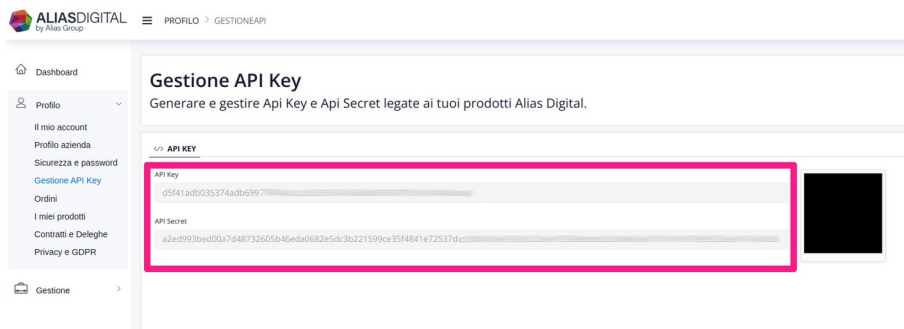 ALIASDIGITAL
by Alias Group
PROFILO > GESTIONEAPI
Dashboard
Profilo
Il mio account
Profilo azienda
Sicurezza e password
Gestione API Key
Ordini
I miei prodotti
Contratti e Deleghe
Privacy e GDPR
Gestione
Gestione API Key
Generare e gestire Api Key e Api Secret legate ai tuoi prodotti Alias Digital.
</> API KEY
API Key
d5f41adb035374adb6997
API Secret
a2ed993bed00a7d48732605b46eda0682e5dc3b221599ce35f4841e72537d